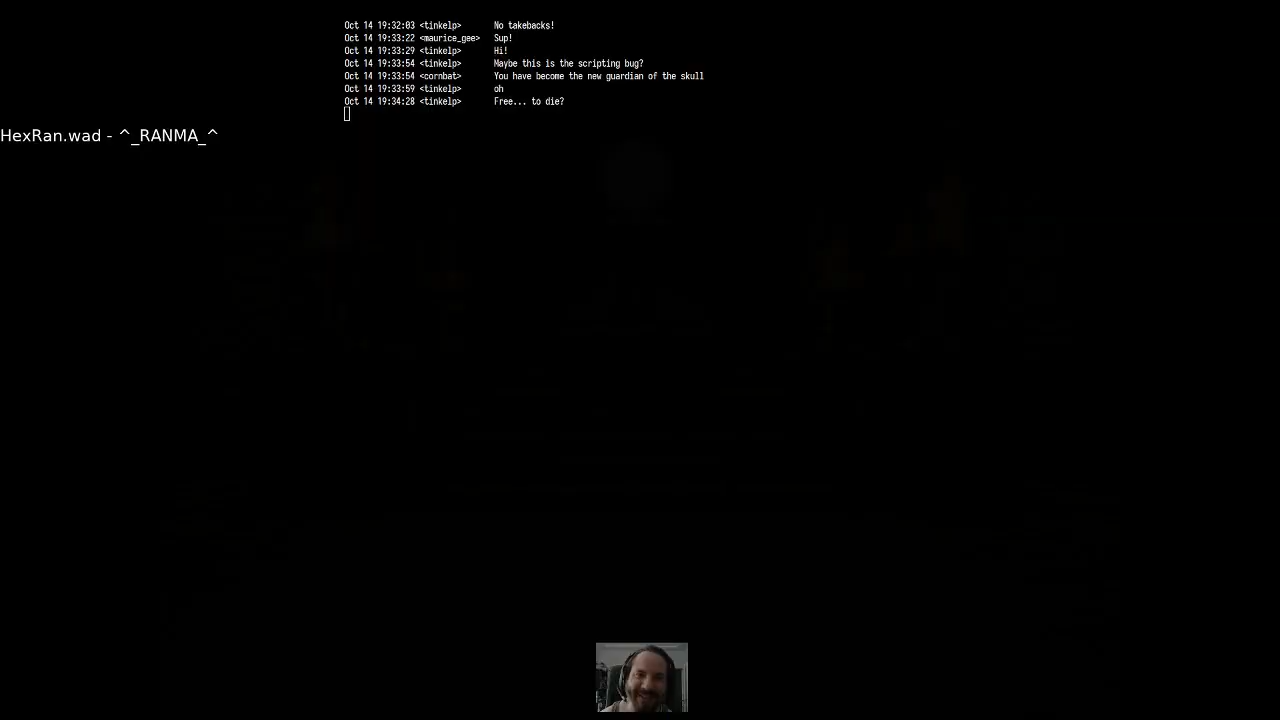 Oct 14 19:32:03 <tinkelp> No takebacks!
Oct 14 19:33:22 <maurice_gee> Sup!
Oct 14 19:33:29 <tinkelp> Hi!
Oct 14 19:33:54 <tinkelp> Maybe this is the scripting bug?
Oct 14 19:33:54 <cornbat> You have become the new guardian of the skull
Oct 14 19:33:59 <tinkelp> oh
Oct 14 19:34:28 <tinkelp> Free... to die?
HexRan.wad - ^_RANMA_^